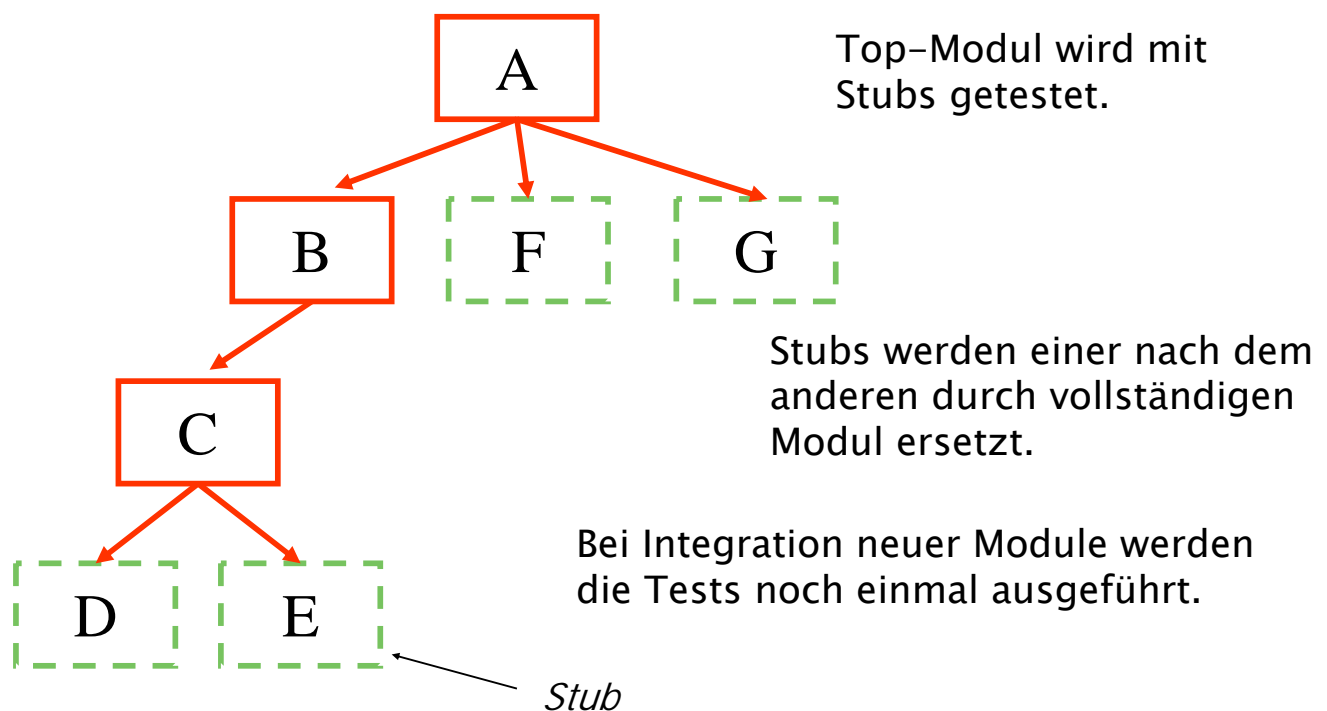 A
Top-Modul wird mit
Stubs getestet.
B
F
G
Stubs werden einer nach dem
anderen durch vollständigen
Modul ersetzt.
C
Bei Integration neuer Module werden
die Tests noch einmal ausgeführt.
D
E
Stub